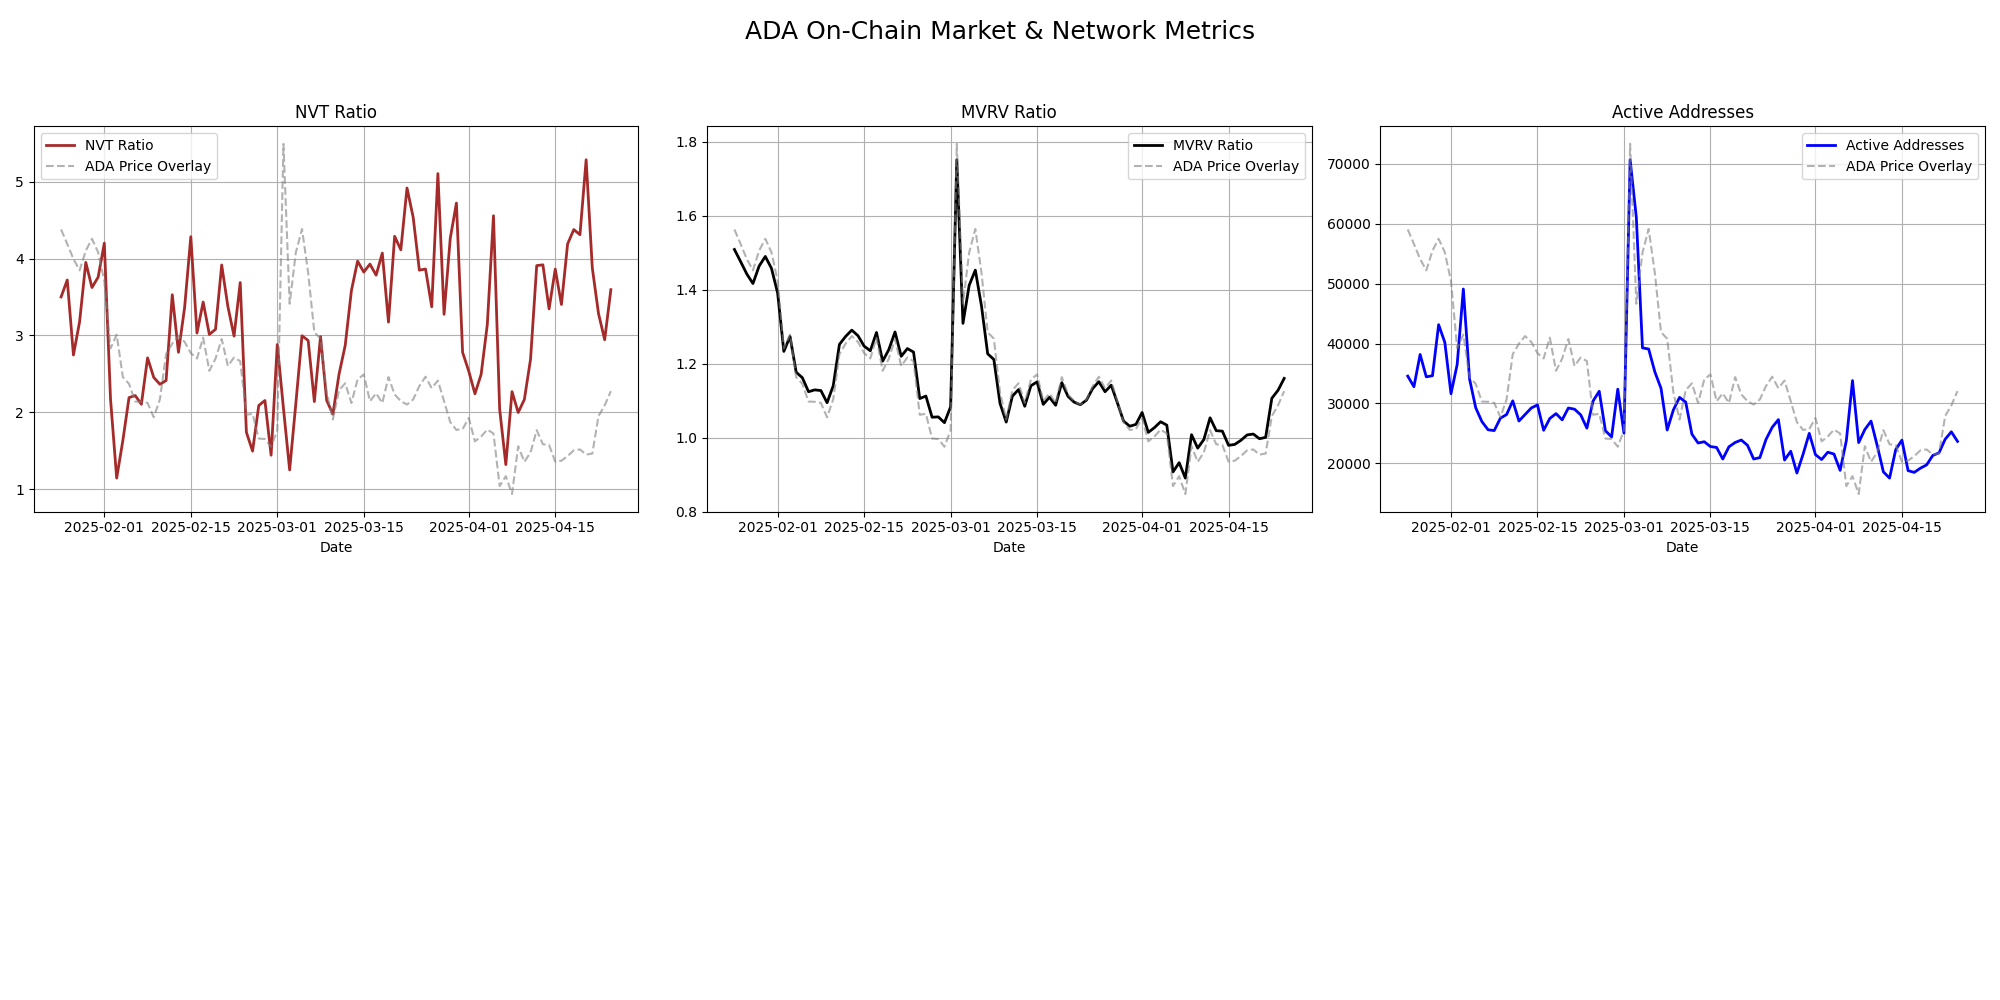 ADA On-Chain Market & Network Metrics
NVT Ratio
NVT Ratio
ADA Price Overlay
5
4
3
2
1
2025-02-01 2025-02-15 2025-03-01 2025-03-15 2025-04-01 2025-04-15
Date
MVRV Ratio
MVRV Ratio
ADA Price Overlay
1.8
1.6
1.4
1.2
1.0
0.8
2025-02-01 2025-02-15 2025-03-01 2025-03-15 2025-04-01 2025-04-15
Date
Active Addresses
Active Addresses
ADA Price Overlay
70000
60000
50000
40000
30000
20000
2025-02-01 2025-02-15 2025-03-01 2025-03-15 2025-04-01 2025-04-15
Date